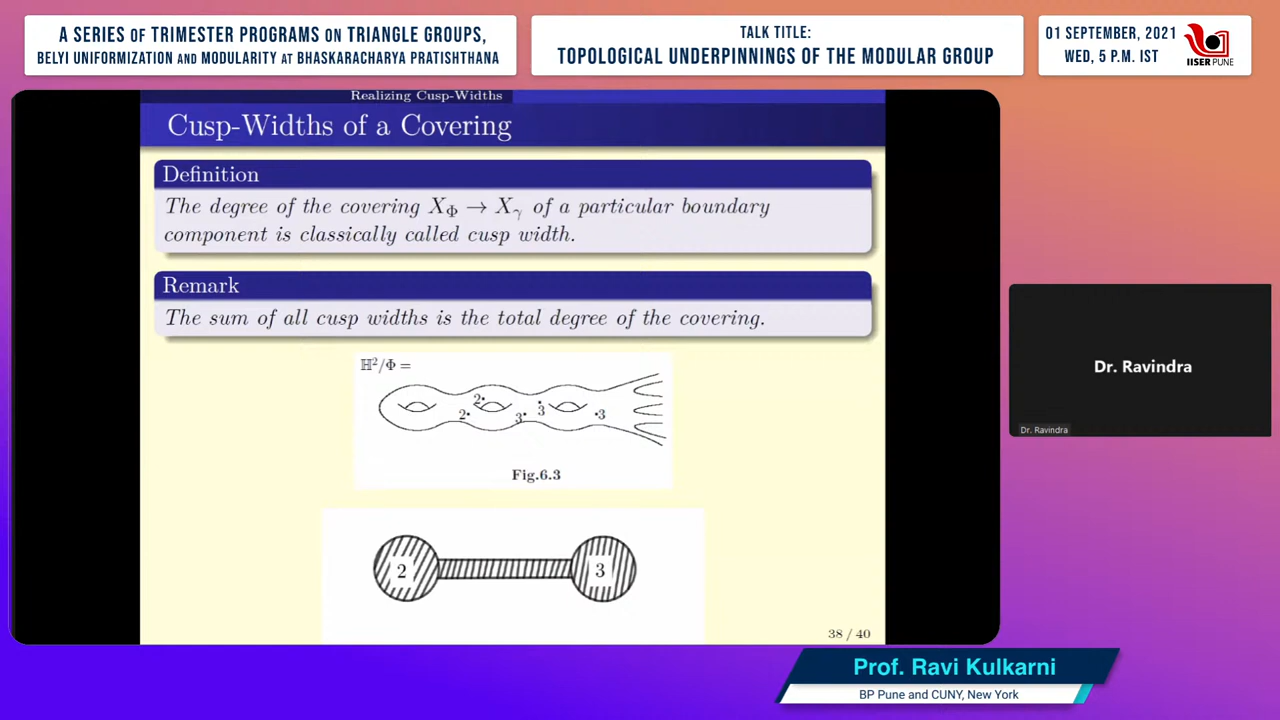 A SERIES OF TRIMESTER PROGRAMS ON TRIANGLE GROUPS,
BELYI UNIFORMIZATION AND MODULARITY AT BHASKARACHARYA PRATISHTHANA
TALK TITLE:
TOPOLOGICAL UNDERPINNINGS OF THE MODULAR GROUP
01 SEPTEMBER, 2021
WED, 5 P.M. IST
IISER PUNE
Realizing Cusp-Widths
Cusp-Widths of a Covering
Definition
The degree of the covering X_Φ → X_γ of a particular boundary
component is classically called cusp width.
Remark
The sum of all cusp widths is the total degree of the covering.
ℍ²/Φ =
2
2
3
3
3
Fig.6.3
2
3
38 / 40
Dr. Ravindra
Dr. Ravindra
Prof. Ravi Kulkarni
BP Pune and CUNY, New York